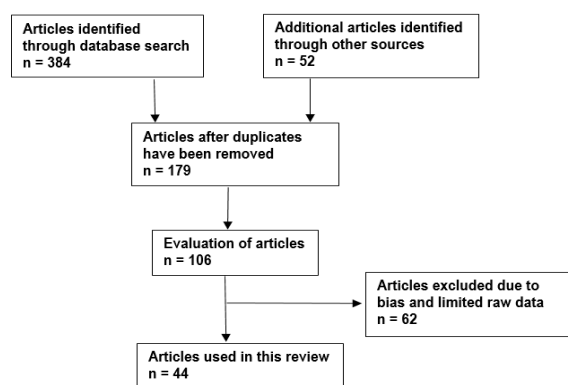 Articles identified
through database search
n = 384
Additional articles identified
through other sources
n = 52
Articles after duplicates
have been removed
n = 179
Evaluation of articles
n = 106
Articles excluded due to
bias and limited raw data
n = 62
Articles used in this review
n = 44